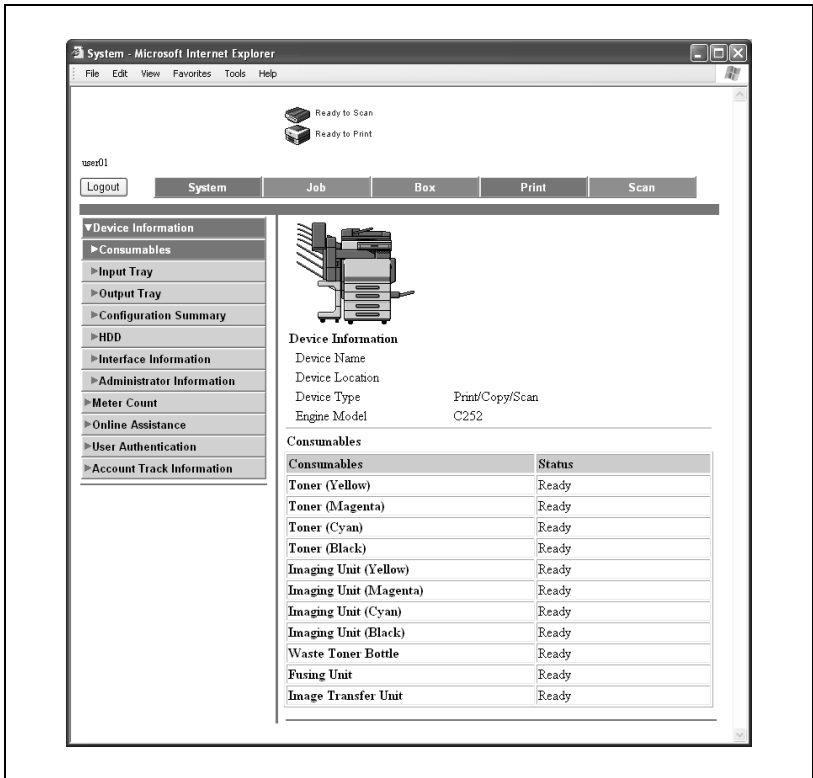 System - Microsoft Internet Explorer
File Edit View Favorites Tools Help
Ready to Scan
Ready to Print
user01
Logout System Job Box Print Scan
▼Device Information
►Consumables
►Input Tray
►Output Tray
►Configuration Summary
►HDD
►Interface Information
►Administrator Information
►Meter Count
►Online Assistance
►User Authentication
►Account Track Information
Device Information
Device Name
Device Location
Device Type Print/Copy/Scan
Engine Model C252
Consumables
Consumables Status
Toner (Yellow) Ready
Toner (Magenta) Ready
Toner (Cyan) Ready
Toner (Black) Ready
Imaging Unit (Yellow) Ready
Imaging Unit (Magenta) Ready
Imaging Unit (Cyan) Ready
Imaging Unit (Black) Ready
Waste Toner Bottle Ready
Fusing Unit Ready
Image Transfer Unit Ready